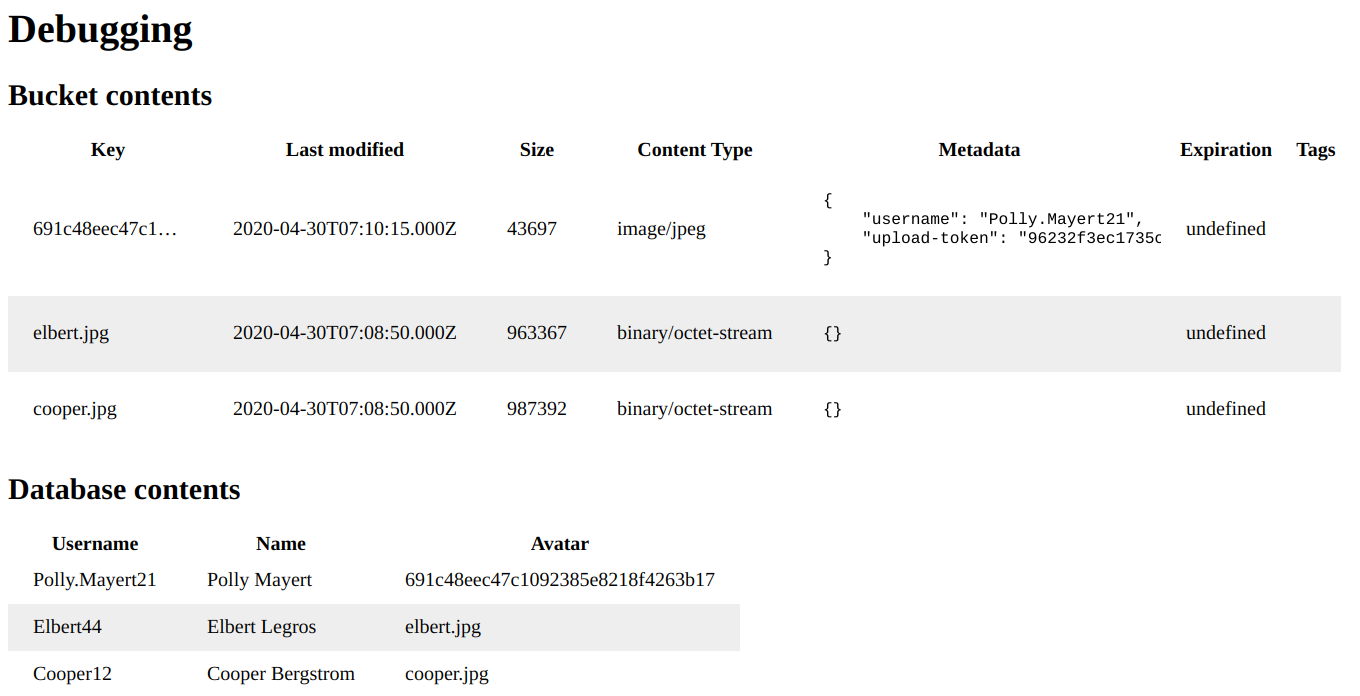 Debugging
Bucket contents
Key Last modified Size Content Type Metadata Expiration Tags
691c48eec47c1… 2020-04-30T07:10:15.000Z 43697 image/jpeg { "username": "Polly.Mayert21", "upload-token": "96232f3ec1735c } undefined
elbert.jpg 2020-04-30T07:08:50.000Z 963367 binary/octet-stream {} undefined
cooper.jpg 2020-04-30T07:08:50.000Z 987392 binary/octet-stream {} undefined
Database contents
Username Name Avatar
Polly.Mayert21 Polly Mayert 691c48eec47c1092385e8218f4263b17
Elbert44 Elbert Legros elbert.jpg
Cooper12 Cooper Bergstrom cooper.jpg